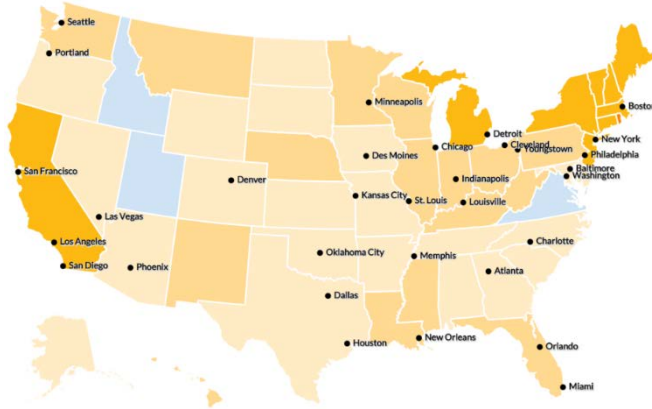 Seattle
Portland
Minneapolis
Boston
Detroit
Cleveland
New York
Chicago
Youngstown
Des Moines
Philadelphia
Baltimore
San Francisco
Denver
Indianapolis
Washington
Kansas City
St. Louis
Louisville
Las Vegas
Los Angeles
Charlotte
Oklahoma City
Memphis
San Diego
Phoenix
Atlanta
Dallas
New Orleans
Houston
Orlando
Miami